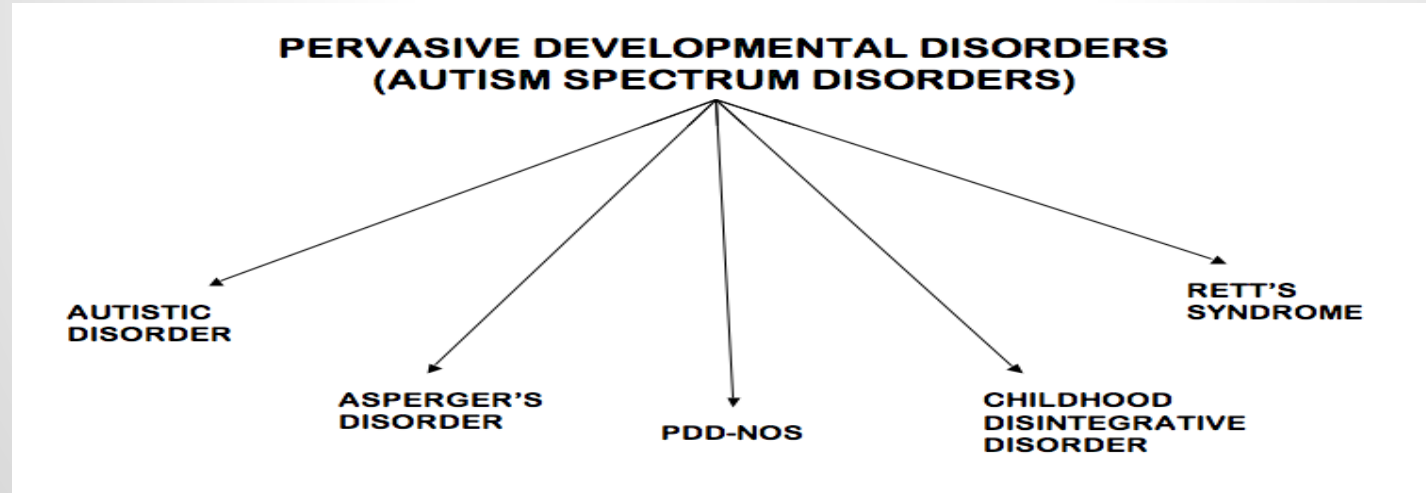 PERVASIVE DEVELOPMENTAL DISORDERS
(AUTISM SPECTRUM DISORDERS)
AUTISTIC
DISORDER
ASPERGER'S
DISORDER
PDD-NOS
CHILDHOOD
DISINTEGRATIVE
DISORDER
RETT'S
SYNDROME